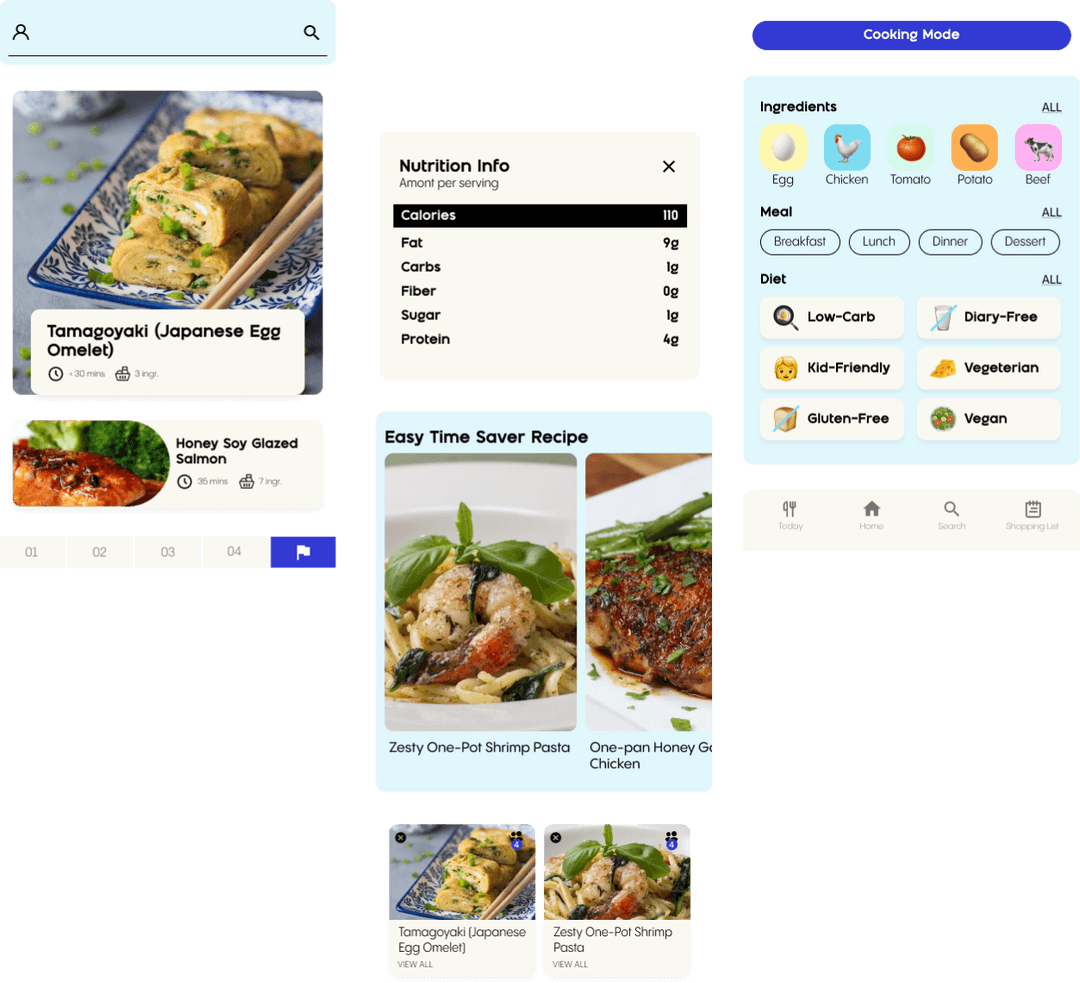 Tamagoyaki (Japanese Egg
Omelet)
<30 mins 3 ingr.
Honey Soy Glazed
Salmon
35 mins 7 ingr.
01 02 03 04
Nutrition Info
Amont per serving
Calories 110
Fat 9g
Carbs 1g
Fiber 0g
Sugar 1g
Protein 4g
Easy Time Saver Recipe
Zesty One-Pot Shrimp Pasta
One-pan Honey Ga
Chicken
4
4
Tamagoyaki (Japanese
Egg Omelet)
VIEW ALL
Zesty One-Pot Shrimp
Pasta
VIEW ALL
Cooking Mode
Ingredients ALL
Egg Chicken Tomato Potato Beef
Meal ALL
Breakfast Lunch Dinner Dessert
Diet ALL
Low-Carb Diary-Free
Kid-Friendly Vegeterian
Gluten-Free Vegan
Today Home Search Shopping List